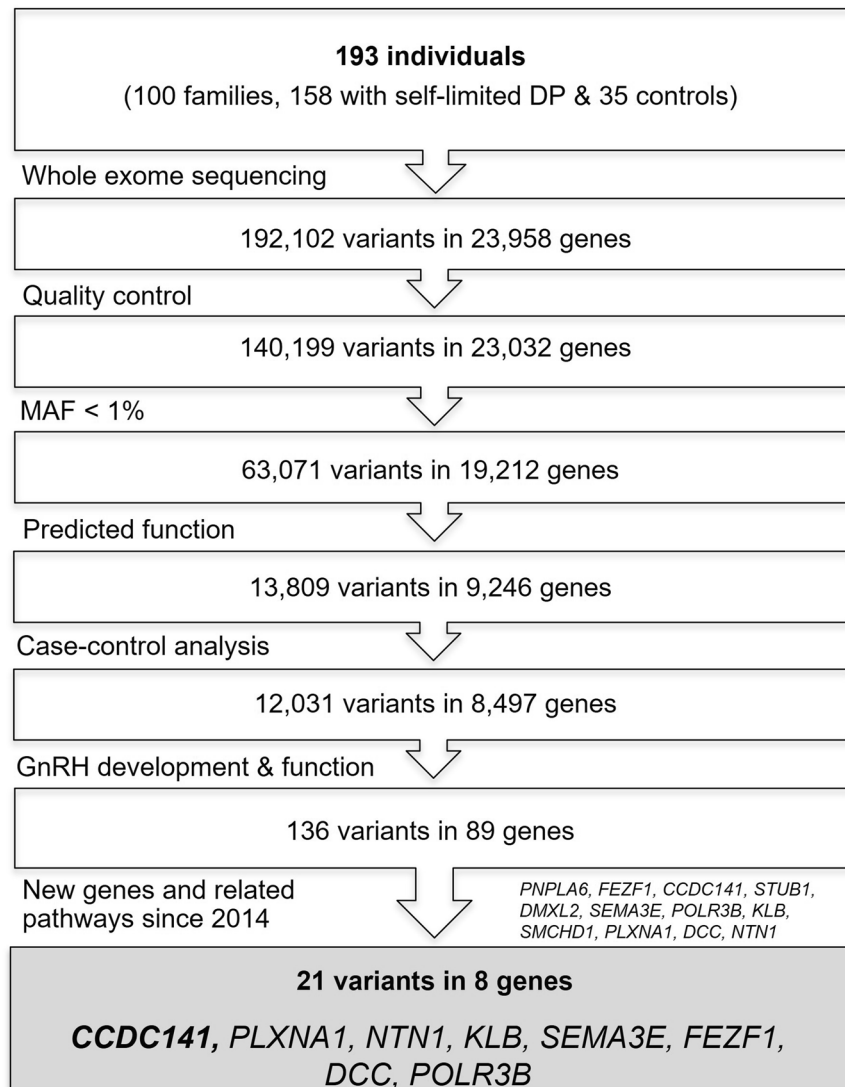 193 individuals
(100 families, 158 with self-limited DP & 35 controls)
Whole exome sequencing
192,102 variants in 23,958 genes
Quality control
140,199 variants in 23,032 genes
MAF < 1%
63,071 variants in 19,212 genes
Predicted function
13,809 variants in 9,246 genes
Case-control analysis
12,031 variants in 8,497 genes
GnRH development & function
136 variants in 89 genes
New genes and related
pathways since 2014
PNPLA6, FEZF1, CCDC141, STUB1,
DMXL2, SEMA3E, POLR3B, KLB,
SMCHD1, PLXNA1, DCC, NTN1
21 variants in 8 genes
CCDC141, PLXNA1, NTN1, KLB, SEMA3E, FEZF1,
DCC, POLR3B